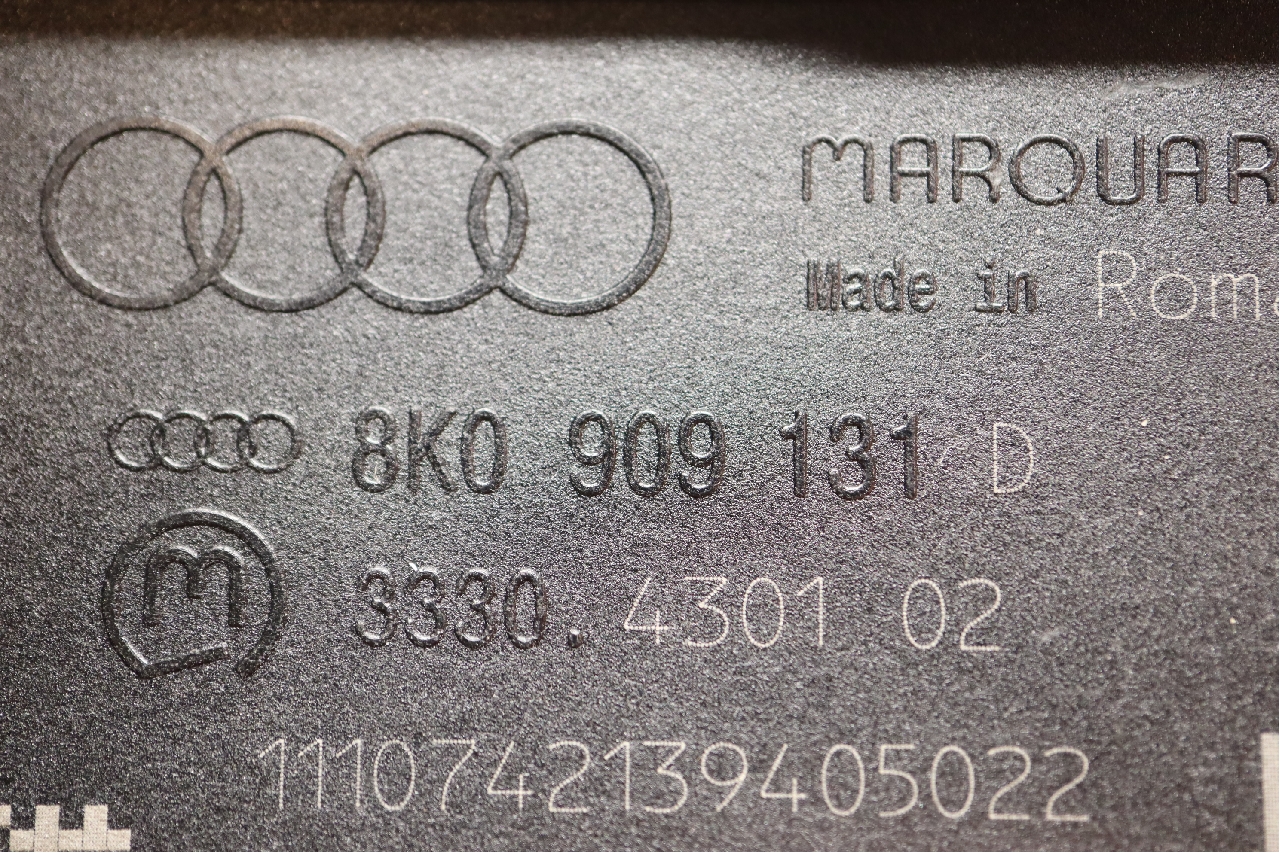 MARQUAR
Made in Roma
8K0 909 131 D
m
3330. 4301 02
1110742139405022